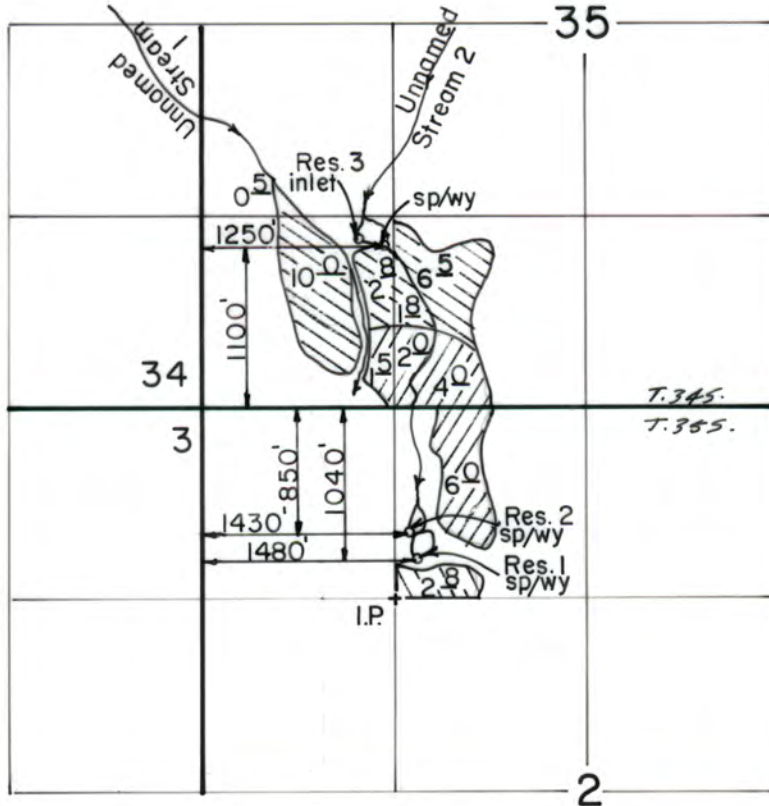 35
Unnamed
Stream 1
Unnamed
Stream 2
Res. 3
inlet
sp/wy
0 5
1250'
10 0
2 8
6 5
1 8
1100'
1 5
2 0
4 0
34
T.34S.
T.35S.
3
850'
1040'
6 0
1430'
Res. 2
sp/wy
1480'
Res. 1
sp/wy
2 8
I.P.
2